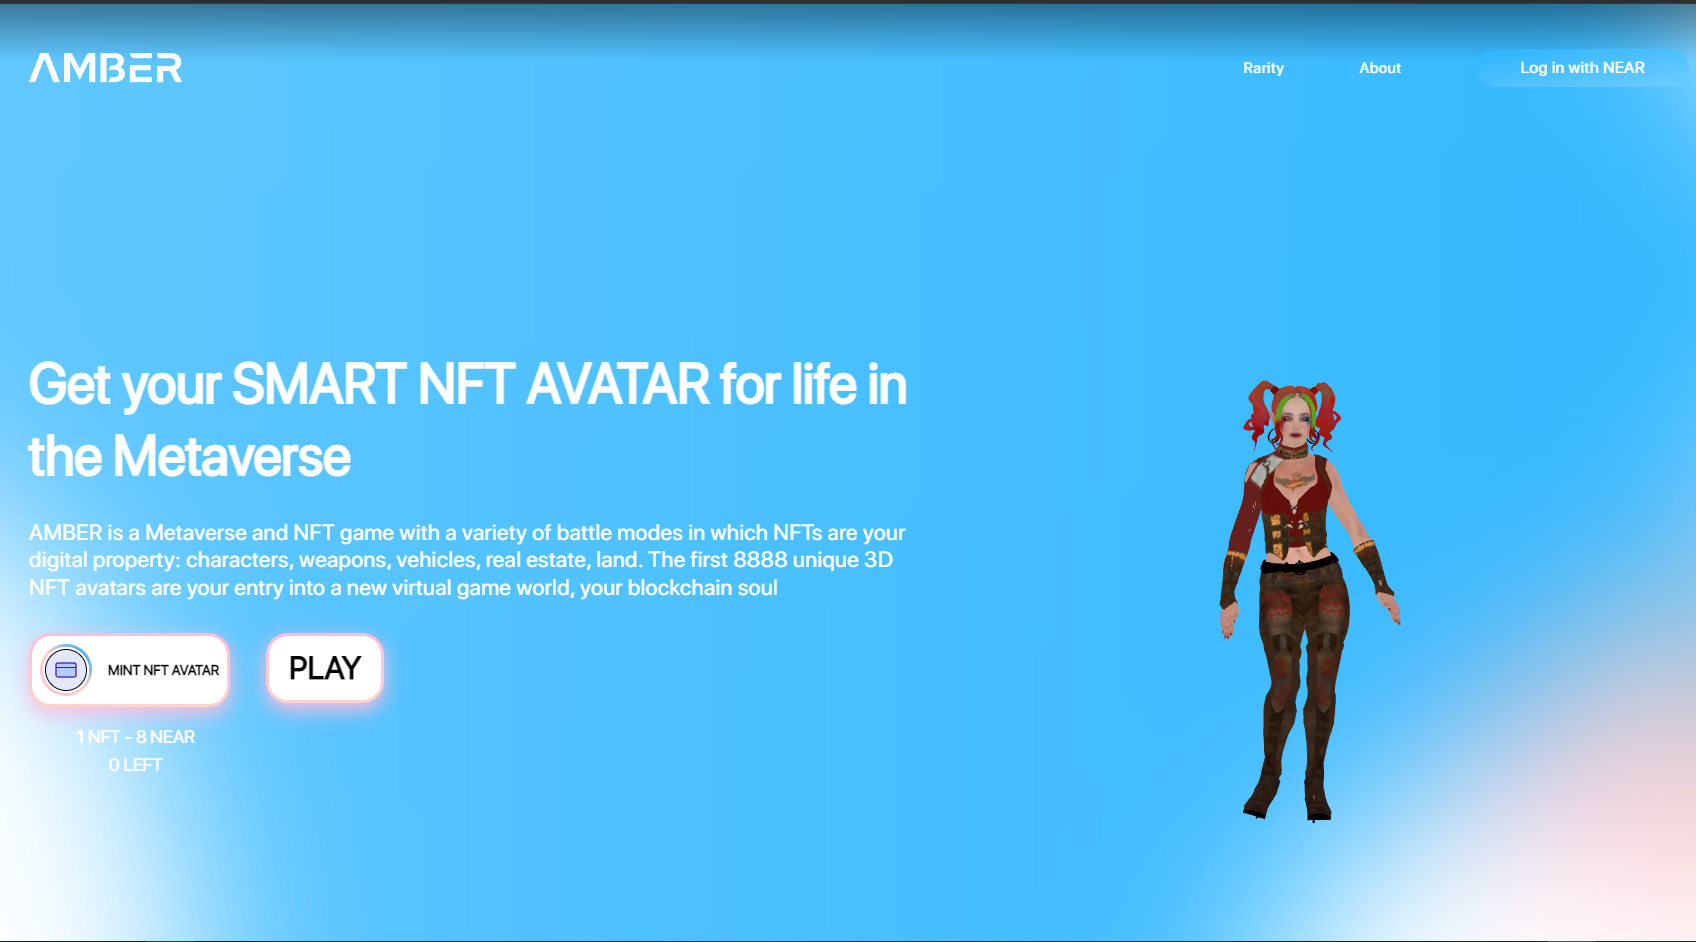 AMBER
Rarity
About
Log in with NEAR
Get your SMART NFT AVATAR for life in
the Metaverse
AMBER is a Metaverse and NFT game with a variety of battle modes in which NFTs are your
digital property: characters, weapons, vehicles, real estate, land. The first 8888 unique 3D
NFT avatars are your entry into a new virtual game world, your blockchain soul
MINT NFT AVATAR
PLAY
1 NFT - 8 NEAR
0 LEFT